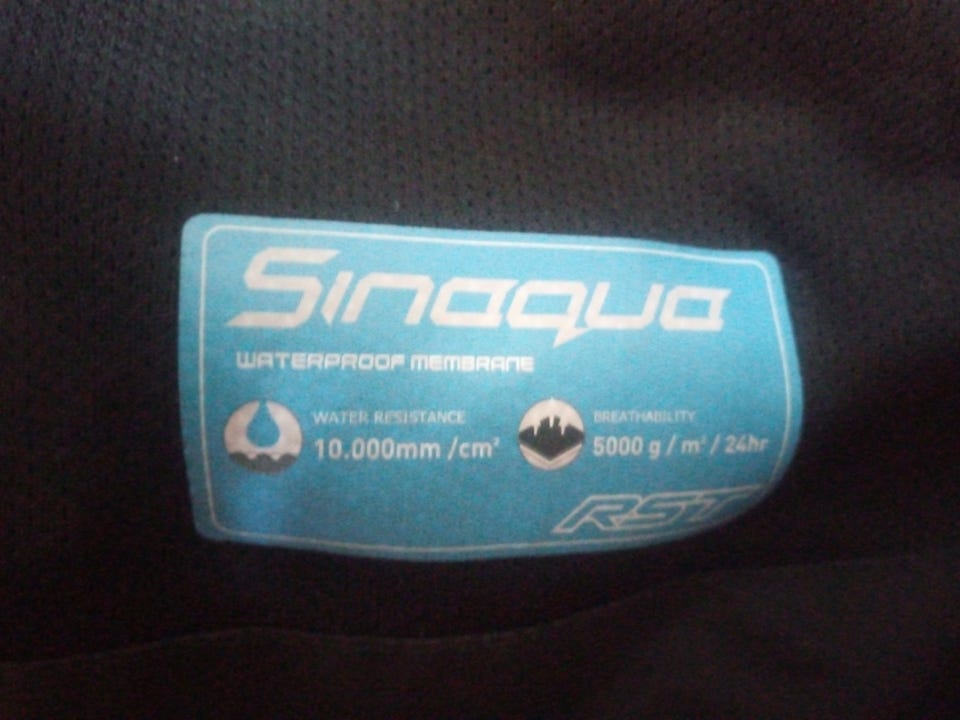 Sinaqua
WATERPROOF MEMBRANE
WATER RESISTANCE
10.000mm /cm²
BREATHABILITY
5000 g / m² / 24hr
RST